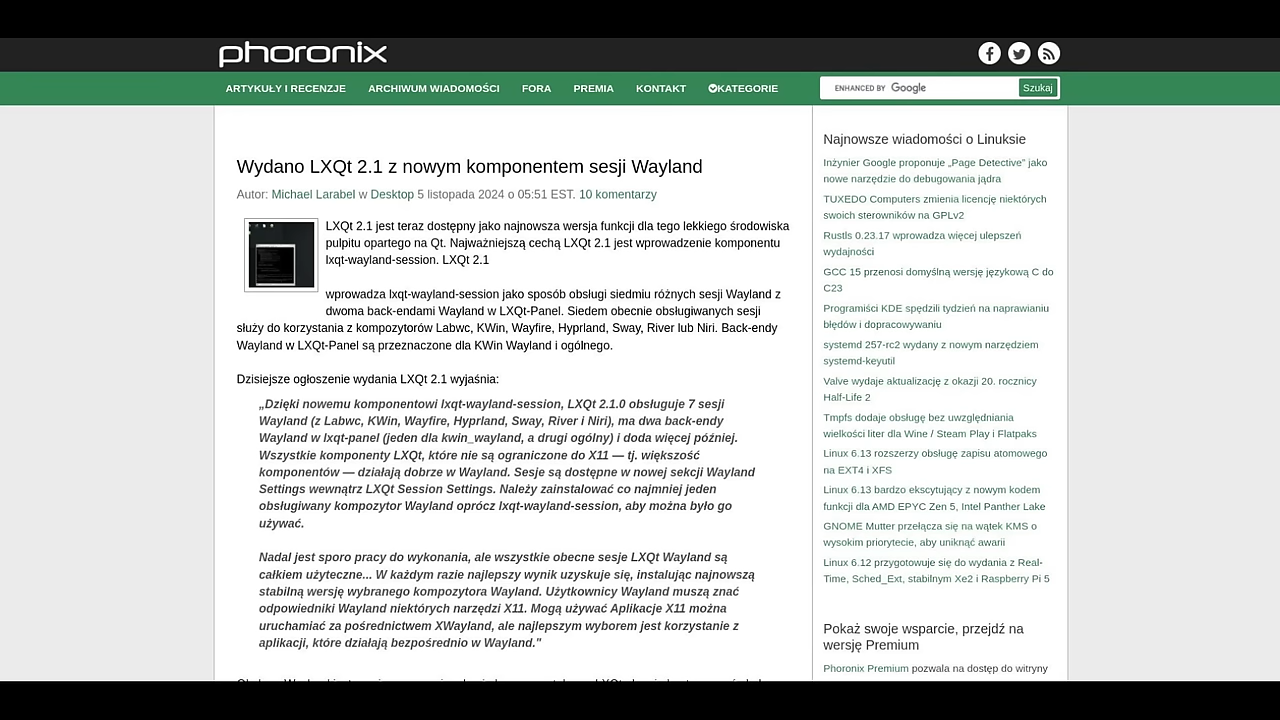 phoronix
ARTYKUŁY I RECENZJE ARCHIWUM WIADOMOŚCI FORA PREMIA KONTAKT KATEGORIE ENHANCED BY Google Szukaj
Wydano LXQt 2.1 z nowym komponentem sesji Wayland
Autor: Michael Larabel w Desktop 5 listopada 2024 o 05:51 EST. 10 komentarzy
LXQt 2.1 jest teraz dostępny jako najnowsza wersja funkcji dla tego lekkiego środowiska
pulpitu opartego na Qt. Najważniejszą cechą LXQt 2.1 jest wprowadzenie komponentu
lxqt-wayland-session. LXQt 2.1
wprowadza lxqt-wayland-session jako sposób obsługi siedmiu różnych sesji Wayland z
dwoma back-endami Wayland w LXQt-Panel. Siedem obecnie obsługiwanych sesji
służy do korzystania z kompozytorów Labwc, KWin, Wayfire, Hyprland, Sway, River lub Niri. Back-endy
Wayland w LXQt-Panel są przeznaczone dla KWin Wayland i ogólnego.
Dzisiejsze ogłoszenie wydania LXQt 2.1 wyjaśnia:
„Dzięki nowemu komponentowi lxqt-wayland-session, LXQt 2.1.0 obsługuje 7 sesji
Wayland (z Labwc, KWin, Wayfire, Hyprland, Sway, River i Niri), ma dwa back-endy
Wayland w lxqt-panel (jeden dla kwin_wayland, a drugi ogólny) i doda więcej później.
Wszystkie komponenty LXQt, które nie są ograniczone do X11 — tj. większość
komponentów — działają dobrze w Wayland. Sesje są dostępne w nowej sekcji Wayland
Settings wewnątrz LXQt Session Settings. Należy zainstalować co najmniej jeden
obsługiwany kompozytor Wayland oprócz lxqt-wayland-session, aby można było go
używać.
Nadal jest sporo pracy do wykonania, ale wszystkie obecne sesje LXQt Wayland są
całkiem użyteczne... W każdym razie najlepszy wynik uzyskuje się, instalując najnowszą
stabilną wersję wybranego kompozytora Wayland. Użytkownicy Wayland muszą znać
odpowiedniki Wayland niektórych narzędzi X11. Mogą używać Aplikacje X11 można
uruchamiać za pośrednictwem XWayland, ale najlepszym wyborem jest korzystanie z
aplikacji, które działają bezpośrednio w Wayland."
Najnowsze wiadomości o Linuksie
Inżynier Google proponuje „Page Detective" jako
nowe narzędzie do debugowania jądra
TUXEDO Computers zmienia licencję niektórych
swoich sterowników na GPLv2
Rustls 0.23.17 wprowadza więcej ulepszeń
wydajności
GCC 15 przenosi domyślną wersję językową C do
C23
Programiści KDE spędzili tydzień na naprawianiu
błędów i dopracowywaniu
systemd 257-rc2 wydany z nowym narzędziem
systemd-keyutil
Valve wydaje aktualizację z okazji 20. rocznicy
Half-Life 2
Tmpfs dodaje obsługę bez uwzględniania
wielkości liter dla Wine / Steam Play i Flatpaks
Linux 6.13 rozszerzy obsługę zapisu atomowego
na EXT4 i XFS
Linux 6.13 bardzo ekscytujący z nowym kodem
funkcji dla AMD EPYC Zen 5, Intel Panther Lake
GNOME Mutter przełącza się na wątek KMS o
wysokim priorytecie, aby uniknąć awarii
Linux 6.12 przygotowuje się do wydania z Real-
Time, Sched_Ext, stabilnym Xe2 i Raspberry Pi 5
Pokaż swoje wsparcie, przejdź na
wersję Premium
Phoronix Premium pozwala na dostęp do witryny